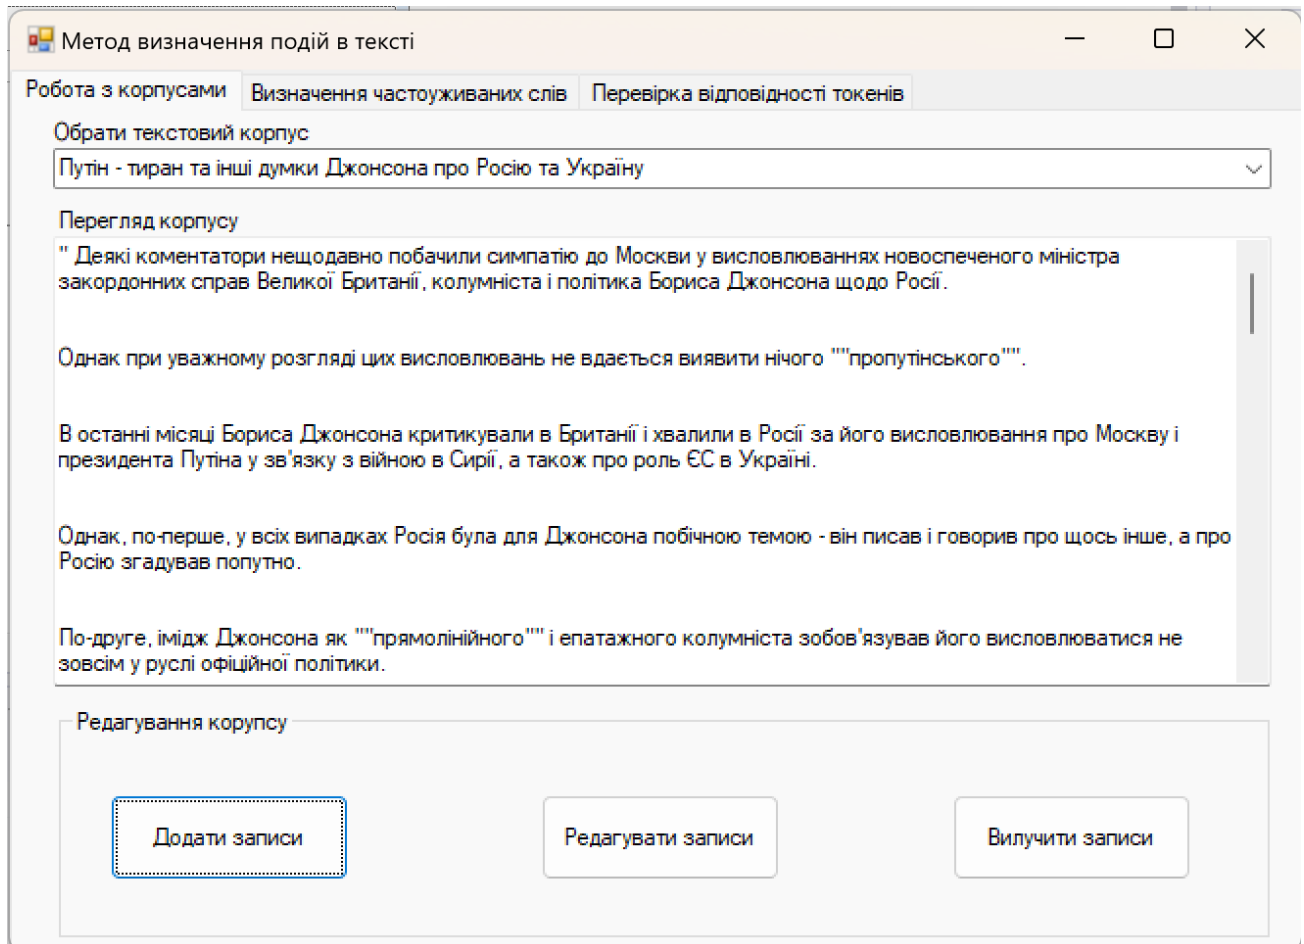 Метод визначення подій в тексті
Робота з корпусами Визначення частоуживаних слів Перевірка відповідності токенів
Обрати текстовий корпус
Путін - тиран та інші думки Джонсона про Росію та Україну
Перегляд корпусу
" Деякі коментатори нещодавно побачили симпатію до Москви у висловлюваннях новоспеченого міністра
закордонних справ Великої Британії, колумніста і політика Бориса Джонсона щодо Росії.
Однак при уважному розгляді цих висловлювань не вдається виявити нічого ""пропутінського"".
В останні місяці Бориса Джонсона критикували в Британії і хвалили в Росії за його висловлювання про Москву і
президента Путіна у зв'язку з війною в Сирії, а також про роль ЄС в Україні.
Однак, по-перше, у всіх випадках Росія була для Джонсона побічною темою - він писав і говорив про щось інше, а про
Росію згадував попутно.
По-друге, імідж Джонсона як ""прямолінійного"" і епатажного колумніста зобов'язував його висловлюватися не
зовсім у руслі офіційної політики.
Редагування корупсу
Додати записи Редагувати записи Вилучити записи